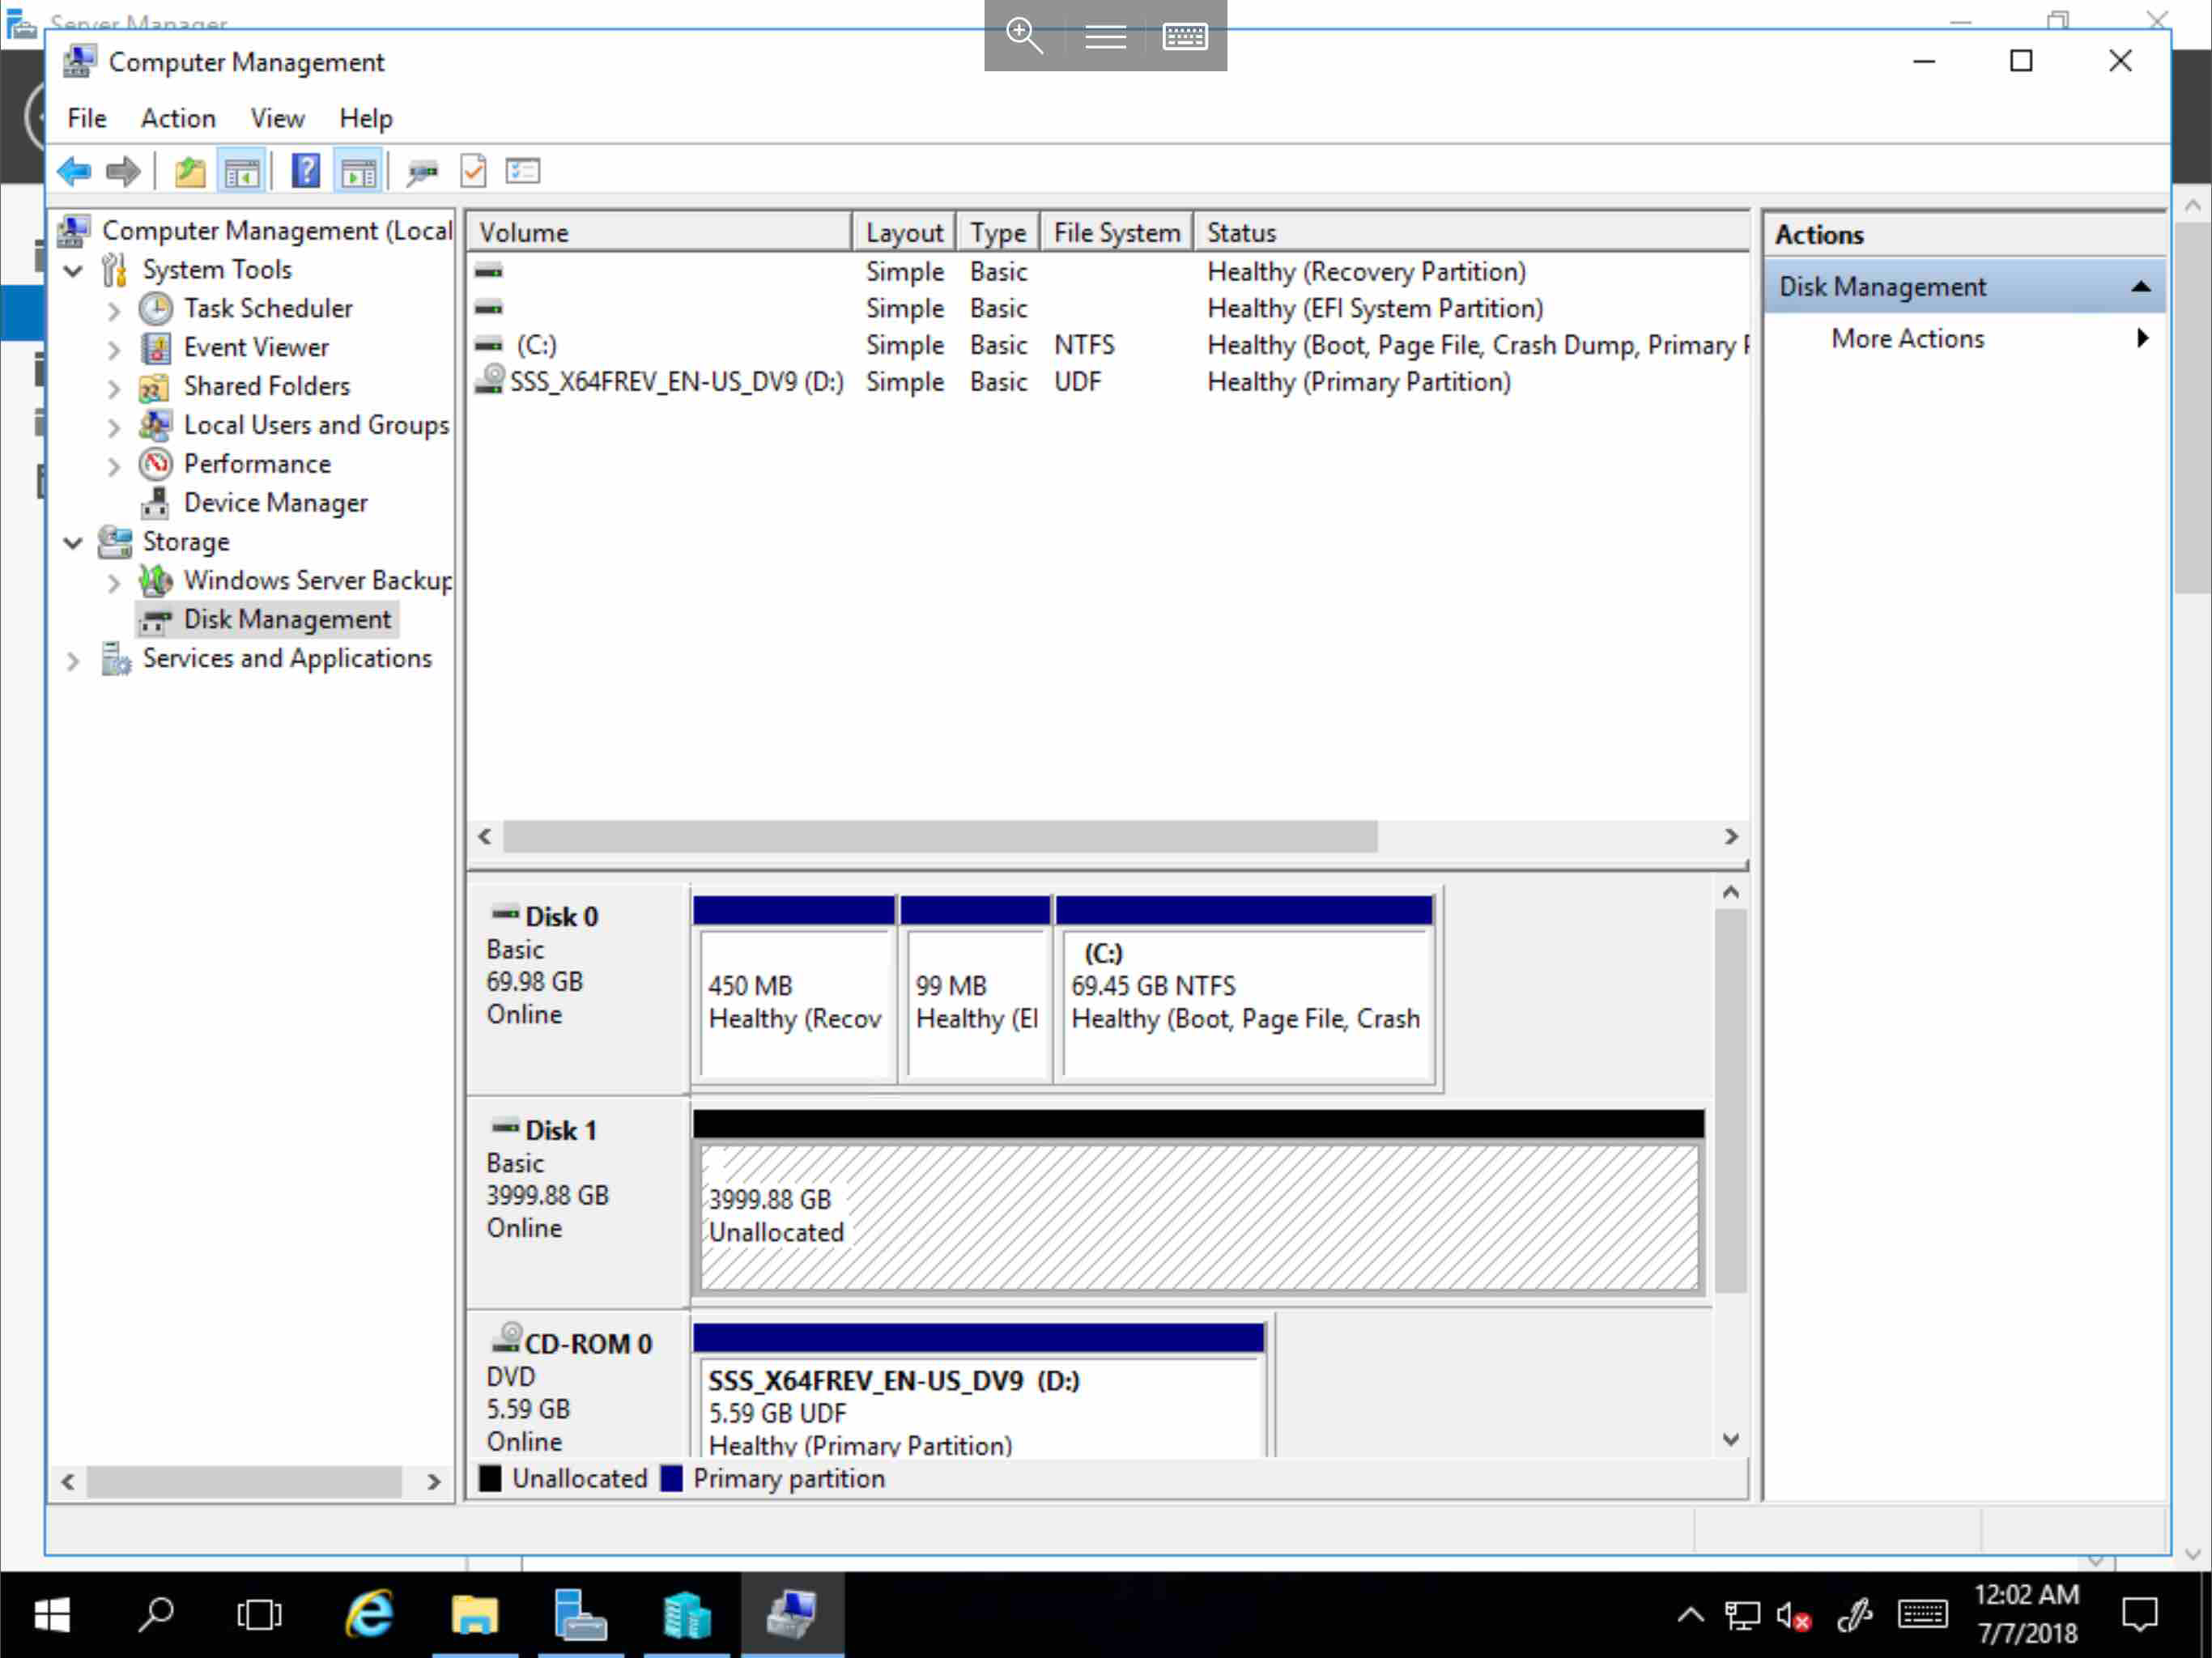 Server Manager
Computer Management
File Action View Help
Computer Management (Local
System Tools
Task Scheduler
Event Viewer
Shared Folders
Local Users and Groups
Performance
Device Manager
Storage
Windows Server Backup
Disk Management
Services and Applications
Volume Layout Type File System Status
Simple Basic Healthy (Recovery Partition)
Simple Basic Healthy (EFI System Partition)
(C:) Simple Basic NTFS Healthy (Boot, Page File, Crash Dump, Primary P
SSS_X64FREV_EN-US_DV9 (D:) Simple Basic UDF Healthy (Primary Partition)
Disk 0
Basic
69.98 GB
Online
450 MB
Healthy (Recov
99 MB
Healthy (EI
(C:)
69.45 GB NTFS
Healthy (Boot, Page File, Crash
Disk 1
Basic
3999.88 GB
Online
3999.88 GB
Unallocated
CD-ROM 0
DVD
5.59 GB
Online
SSS_X64FREV_EN-US_DV9 (D:)
5.59 GB UDF
Healthy (Primary Partition)
Unallocated Primary partition
Actions
Disk Management
More Actions
12:02 AM
7/7/2018